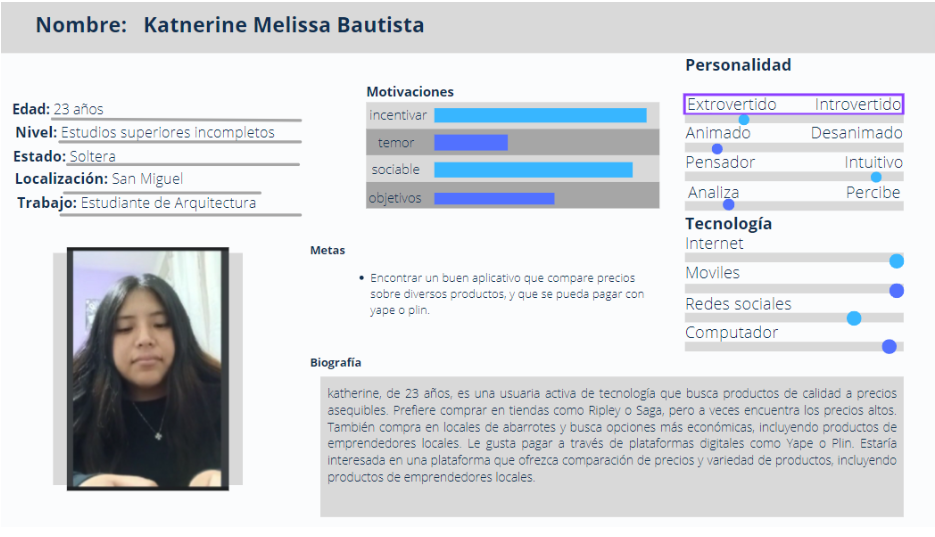 Nombre: Katnerine Melissa Bautista
Edad: 23 años
Nivel: Estudios superiores incompletos
Estado: Soltera
Localización: San Miguel
Trabajo: Estudiante de Arquitectura
Motivaciones
incentivar
temor
sociable
objetivos
Personalidad
Extrovertido Introvertido
Animado Desanimado
Pensador Intuitivo
Analiza Percibe
Tecnología
Internet
Moviles
Redes sociales
Computador
Metas
• Encontrar un buen aplicativo que compare precios
sobre diversos productos, y que se pueda pagar con
yape o plin.
Biografía
katherine, de 23 años, es una usuaria activa de tecnología que busca productos de calidad a precios
asequibles. Prefiere comprar en tiendas como Ripley o Saga, pero a veces encuentra los precios altos.
También compra en locales de abarrotes y busca opciones más económicas, incluyendo productos de
emprendedores locales. Le gusta pagar a través de plataformas digitales como Yape o Plin. Estaría
interesada en una plataforma que ofrezca comparación de precios y variedad de productos, incluyendo
productos de emprendedores locales.